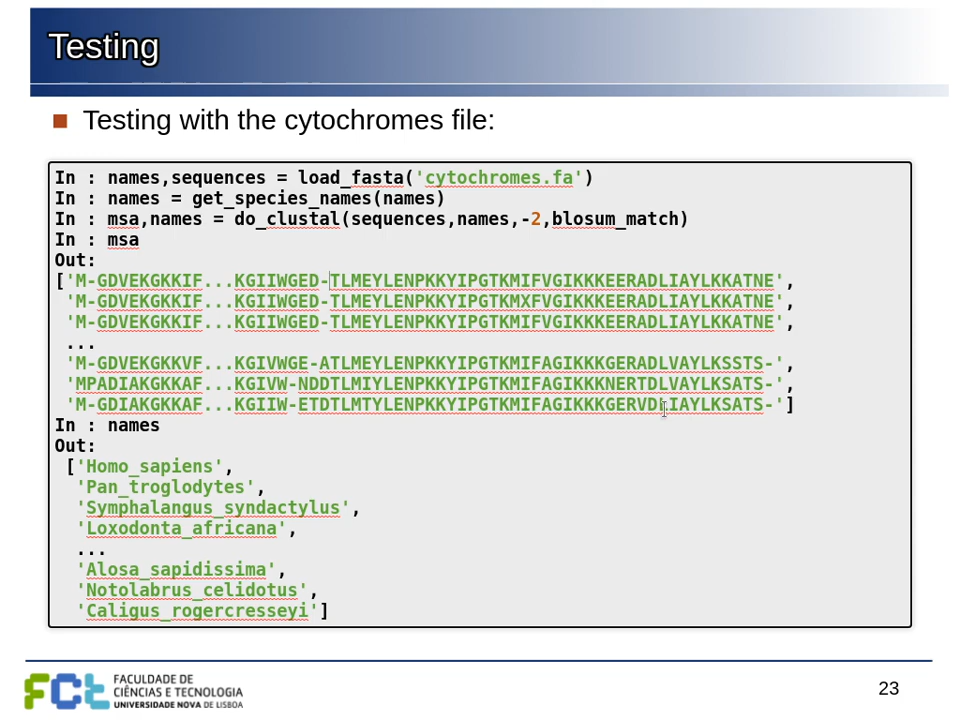 Testing
Testing with the cytochromes file:
In : names,sequences = load_fasta('cytochromes.fa')
In : names = get_species_names(names)
In : msa,names = do_clustal(sequences,names,-2,blosum_match)
In : msa
Out:
['M-GDVEKGKKIF...KGIIWGED-TLMEYLENPKKYIPGTKMIFVGIKKKEERADLIAYLKKATNE',
'M-GDVEKGKKIF...KGIIWGED-TLMEYLENPKKYIPGTKMXFVGIKKKEERADLIAYLKKATNE',
'M-GDVEKGKKIF...KGIIWGED-TLMEYLENPKKYIPGTKMIFVGIKKKEERADLIAYLKKATNE',
...
'M-GDVEKGKKVF...KGIVWGE-ATLMEYLENPKKYIPGTKMIFAGIKKKGERADLVAYLKSSTS-',
'MPADIAKGKKAF...KGIVW-NDDTLMIYLENPKKYIPGTKMIFAGIKKKNERTDLVAYLKSATS-',
'M-GDIAKGKKAF...KGIIW-ETDTLMTYLENPKKYIPGTKMIFAGIKKKGERVDLIAYLKSATS-']
In : names
Out:
['Homo_sapiens',
'Pan_troglodytes',
'Symphalangus_syndactylus',
'Loxodonta_africana',
...
'Alosa_sapidissima',
'Notolabrus_celidotus',
'Caligus_rogercresseyi']
FCt
FACULDADE DE
CIÊNCIAS E TECNOLOGIA
UNIVERSIDADE NOVA DE LISBOA
23